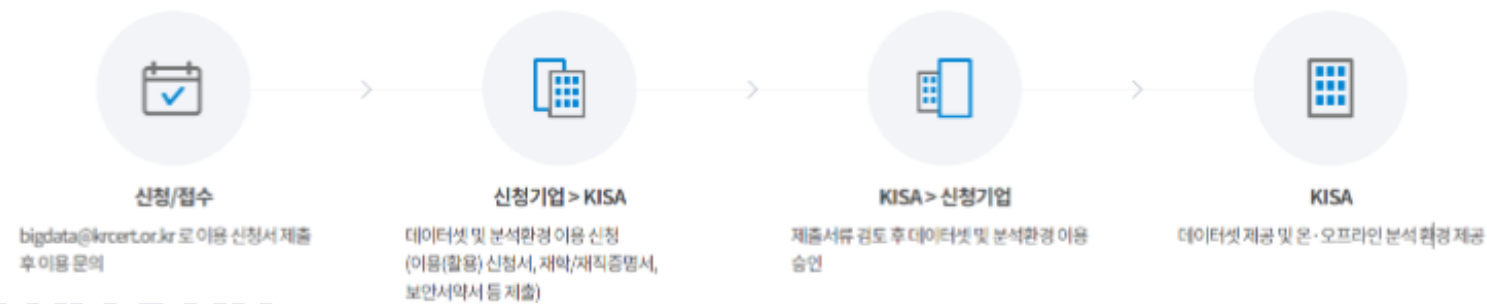 신청/접수
bigdata@krcert.or.kr 로 이용 신청서 제출
후 이용 문의
신청기업 > KISA
데이터셋 및 분석환경 이용 신청
(이용(활용) 신청서, 재학/재직증명서,
보안서약서 등 제출)
KISA > 신청기업
제출서류 검토 후 데이터셋 및 분석환경 이용
승인
KISA
데이터셋 제공 및 온·오프라인 분석 환경 제공